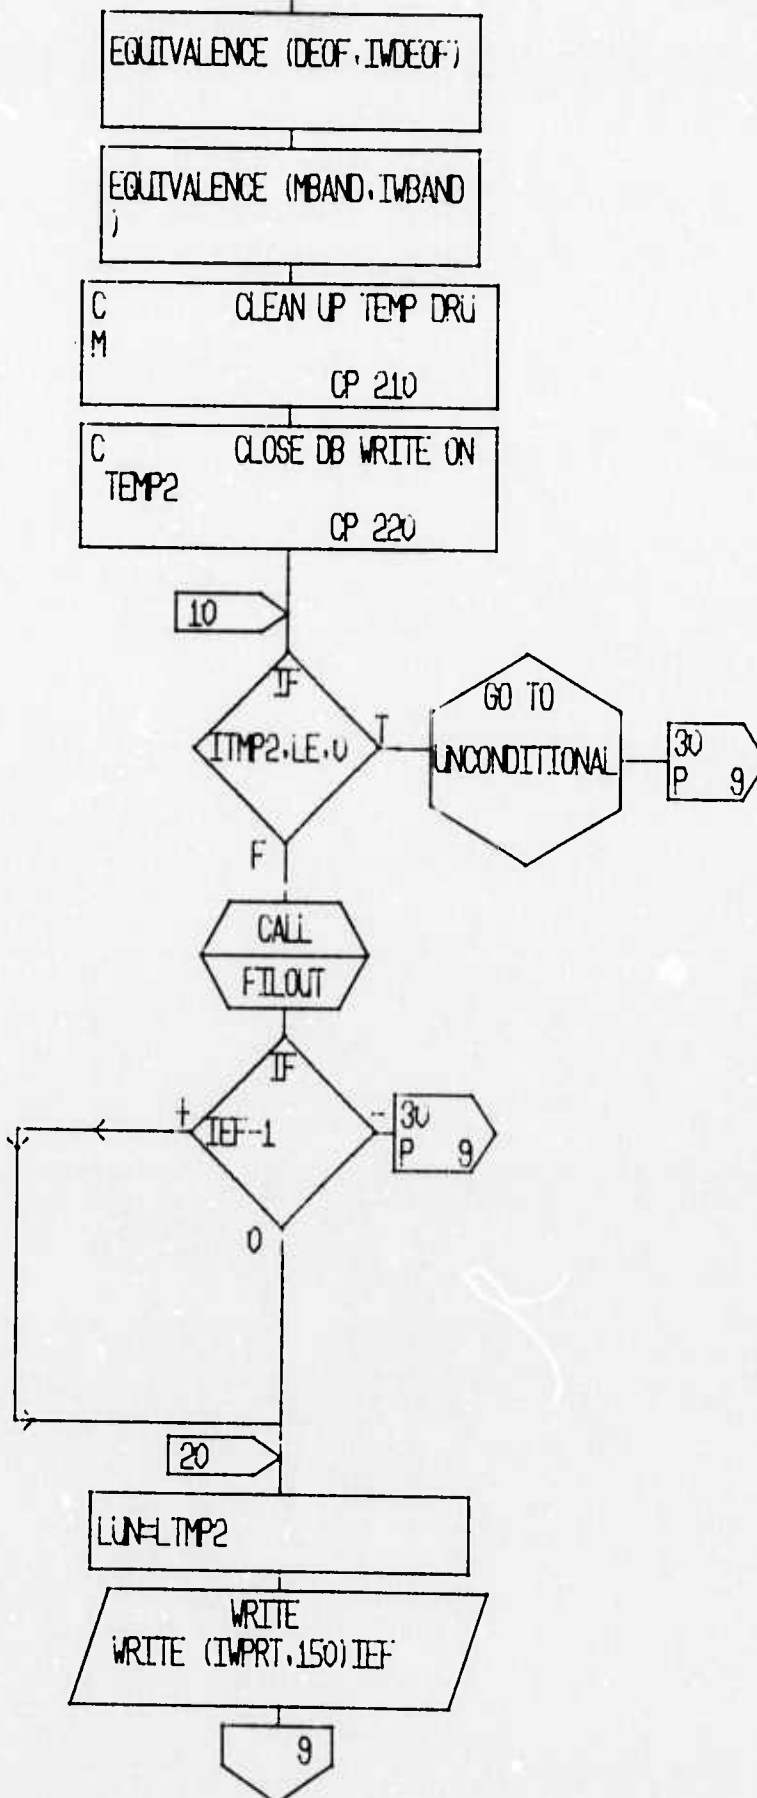 EQUIVALENCE (DEOF,IWDEOF)
EQUIVALENCE (MBAND,IWBAND
)
C CLEAN UP TEMP DRU
M
CP 210
C CLOSE DB WRITE ON
TEMP2
CP 220
10
IF
ITMP2.LE.0
T
GO TO
UNCONDITIONAL
30
P 9
F
CALL
FILOUT
IF
+
IEF-1
-
30
P 9
0
20
LUN=LTMP2
WRITE
WRITE (IWPRT,150)IEF
9